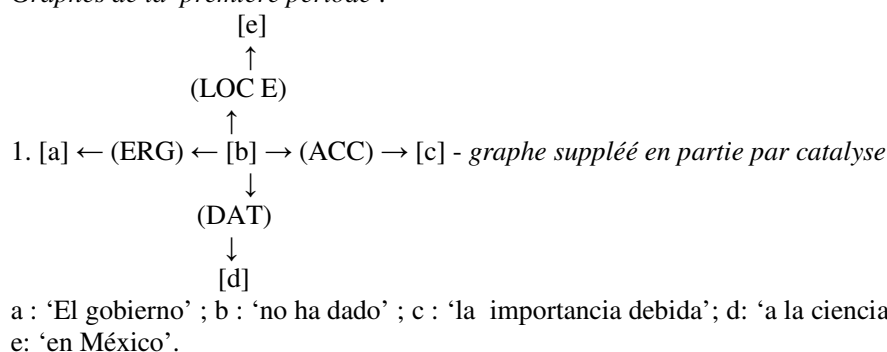 Graphes de la 'première période'.
[e]
↑
(LOC E)
↑
1. [a] ← (ERG) ← [b] → (ACC) → [c] - graphe suppléé en partie par catalyse
↓
(DAT)
↓
[d]
a : ‘El gobierno’ ; b : ‘no ha dado’ ; c : ‘la importancia debida’; d: ‘a la ciencia
e: ‘en México’.